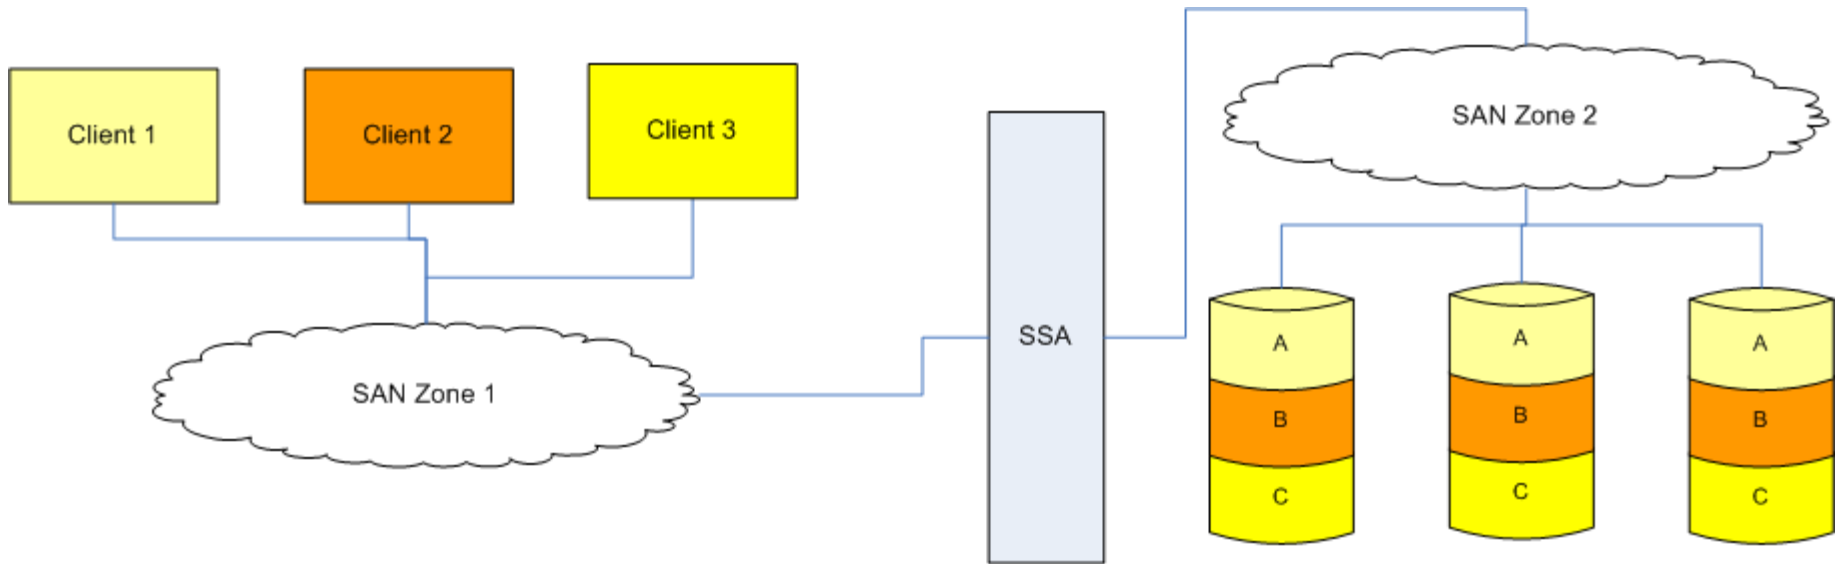 Client 1
Client 2
Client 3
SAN Zone 1
SSA
SAN Zone 2
A
B
C
A
B
C
A
B
C